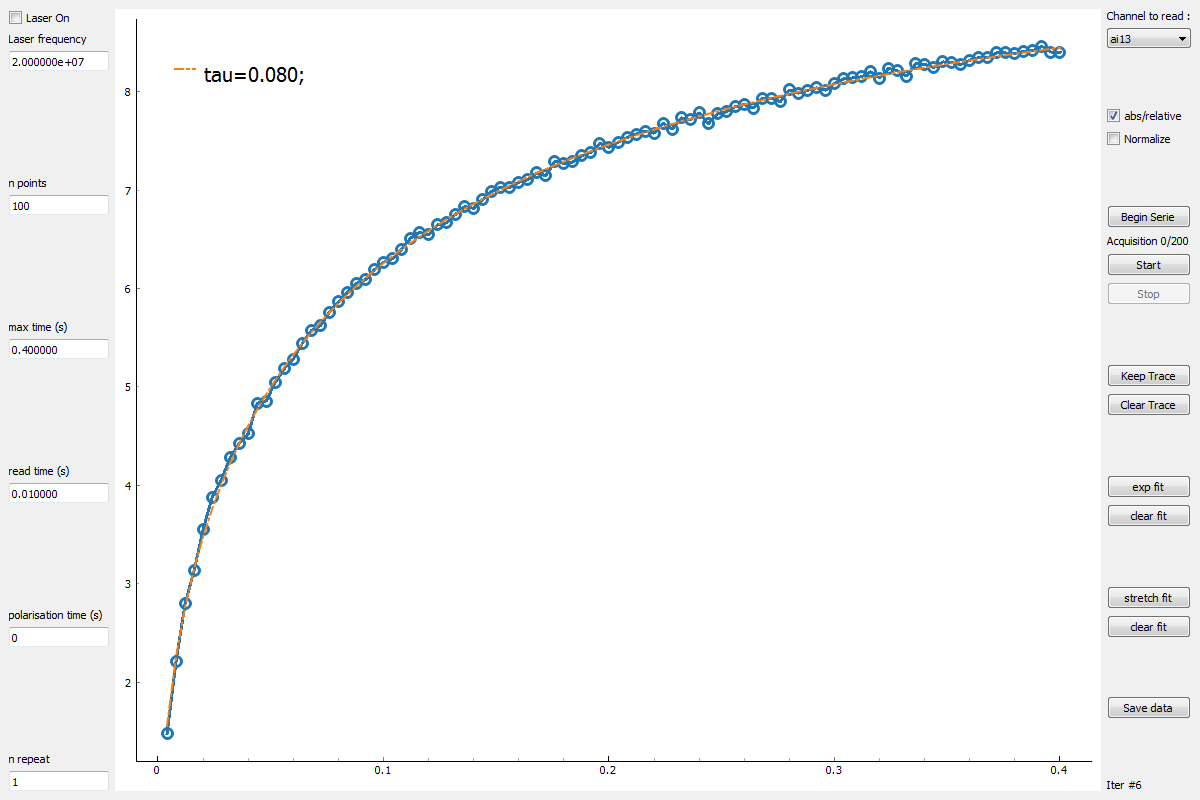 Laser On
Laser frequency
2.000000e+07
n points
100
max time (s)
0.400000
read time (s)
0.010000
polarisation time (s)
0
n repeat
1
tau=0.080;
8
7
6
5
4
3
2
0 0.1 0.2 0.3 0.4
Channel to read :
ai13
abs/relative
Normalize
Begin Serie
Acquisition 0/200
Start
Stop
Keep Trace
Clear Trace
exp fit
clear fit
stretch fit
clear fit
Save data
Iter #6